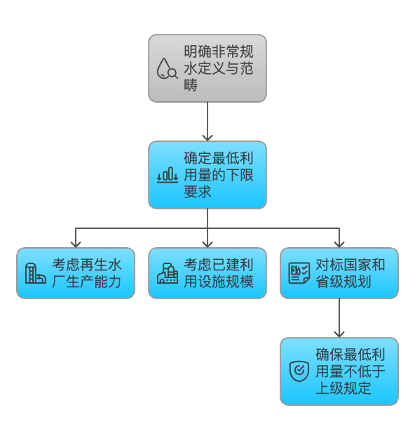 明确非常规
水定义与范
畴
确定最低利
用量的下限
要求
考虑再生水
厂生产能力
考虑已建利
用设施规模
对标国家和
省级规划
确保最低利
用量不低于
上级规定